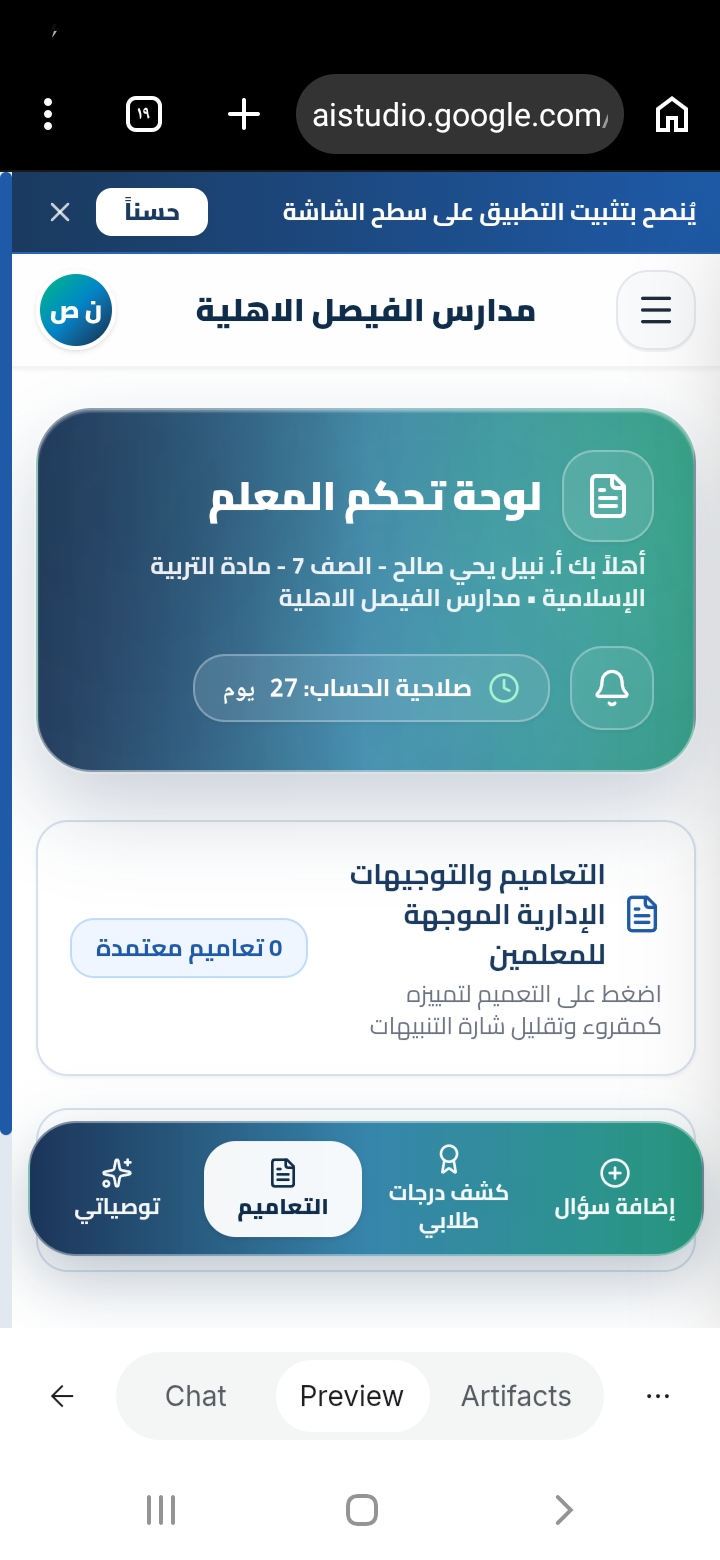 ١٩
aistudio.google.com/
يُنصح بتثبيت التطبيق على سطح الشاشة
حسناً
مدارس الفيصل الاهلية
ن ص
لوحة تحكم المعلم
أهلاً بك أ. نبيل يحي صالح - الصف 7 - مادة التربية
الإسلامية ▪ مدارس الفيصل الاهلية
صلاحية الحساب: 27 يوم
التعاميم والتوجيهات
الإدارية الموجهة
للمعلمين
0 تعاميم معتمدة
اضغط على التعميم لتمييزه
كمقروء وتقليل شارة التنبيهات
إضافة سؤال
كشف درجات
طلابي
التعاميم
توصياتي
Chat
Preview
Artifacts